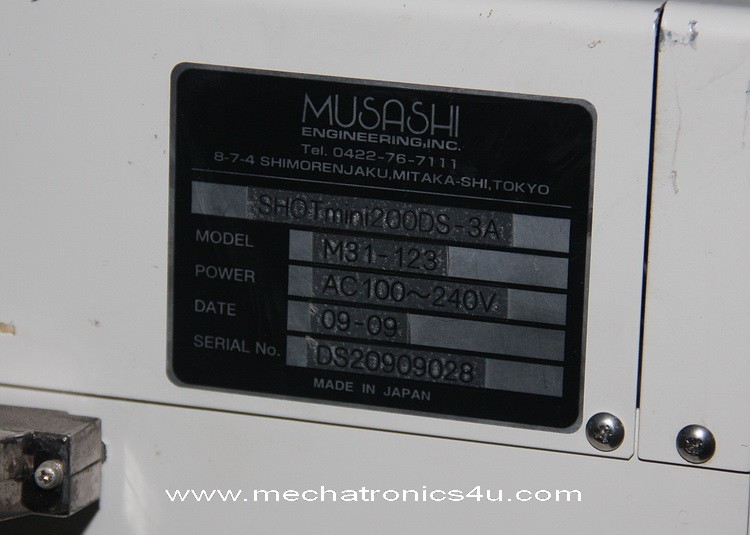 MUSASHI
ENGINEERING,INC.
Tel. 0422-76-7111
8-7-4 SHIMORENJAKU,MITAKA-SHI,TOKYO
SHOTmini200DS-3A
MODEL M31-123
POWER AC100～240V
DATE 09-09
SERIAL No. DS20909028
MADE IN JAPAN
www.mechatronics4u.com